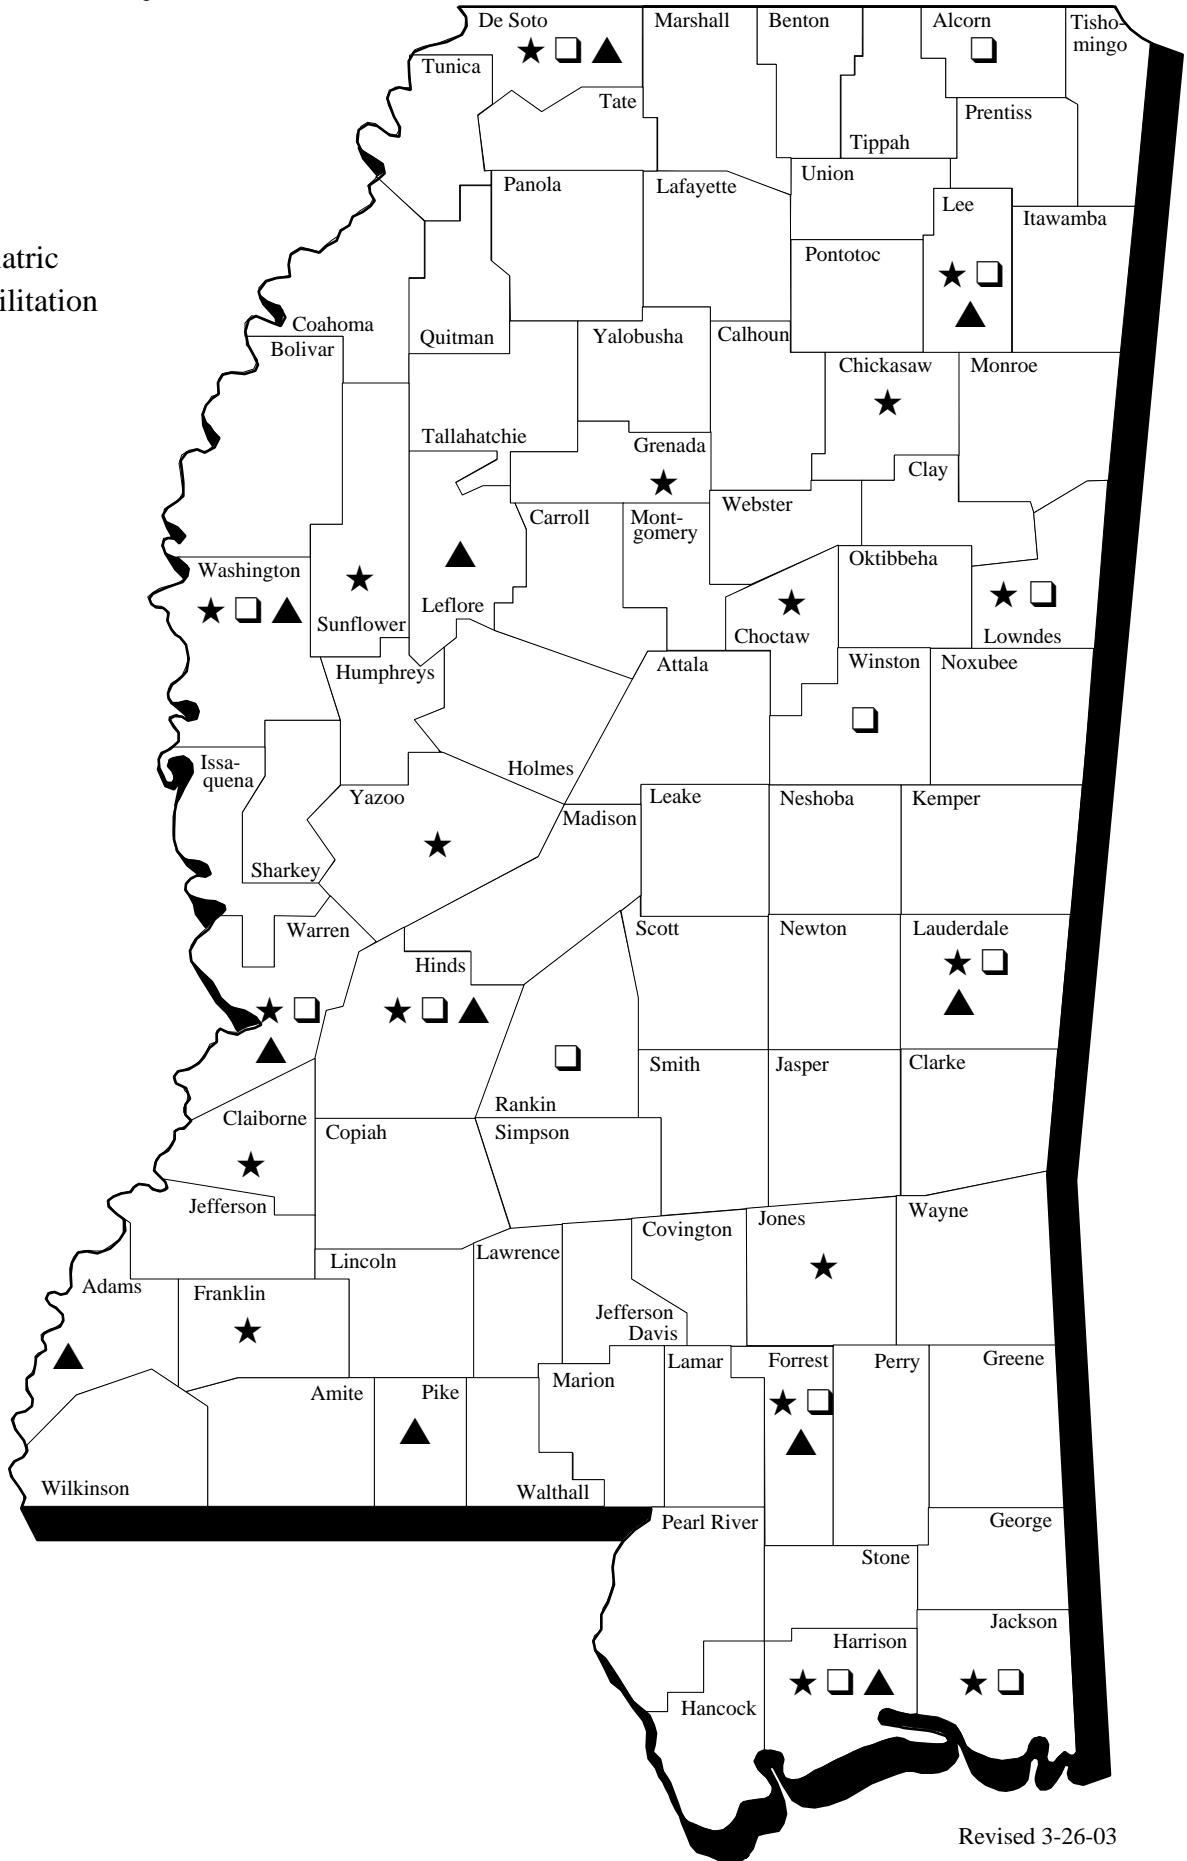 De Soto
Marshall
Benton
Alcorn
Tisho-
mingo
Tunica
Tate
Prentiss
Tippah
Union
Panola
Lafayette
Lee
Itawamba
Pontotoc
atric
ilitation
Coahoma
Quitman
Yalobusha
Calhoun
Bolivar
Chickasaw
Monroe
Tallahatchie
Grenada
Clay
Webster
Carroll
Mont-
gomery
Oktibbeha
Washington
Leflore
Sunflower
Choctaw
Lowndes
Humphreys
Attala
Winston
Noxubee
Issa-
quena
Holmes
Yazoo
Leake
Neshoba
Kemper
Madison
Sharkey
Warren
Scott
Newton
Lauderdale
Hinds
Smith
Jasper
Clarke
Rankin
Claiborne
Copiah
Simpson
Jefferson
Covington
Jones
Wayne
Lawrence
Lincoln
Adams
Franklin
Jefferson
Davis
Lamar
Forrest
Perry
Greene
Marion
Amite
Pike
Wilkinson
Walthall
Pearl River
George
Stone
Jackson
Harrison
Hancock
Revised 3-26-03